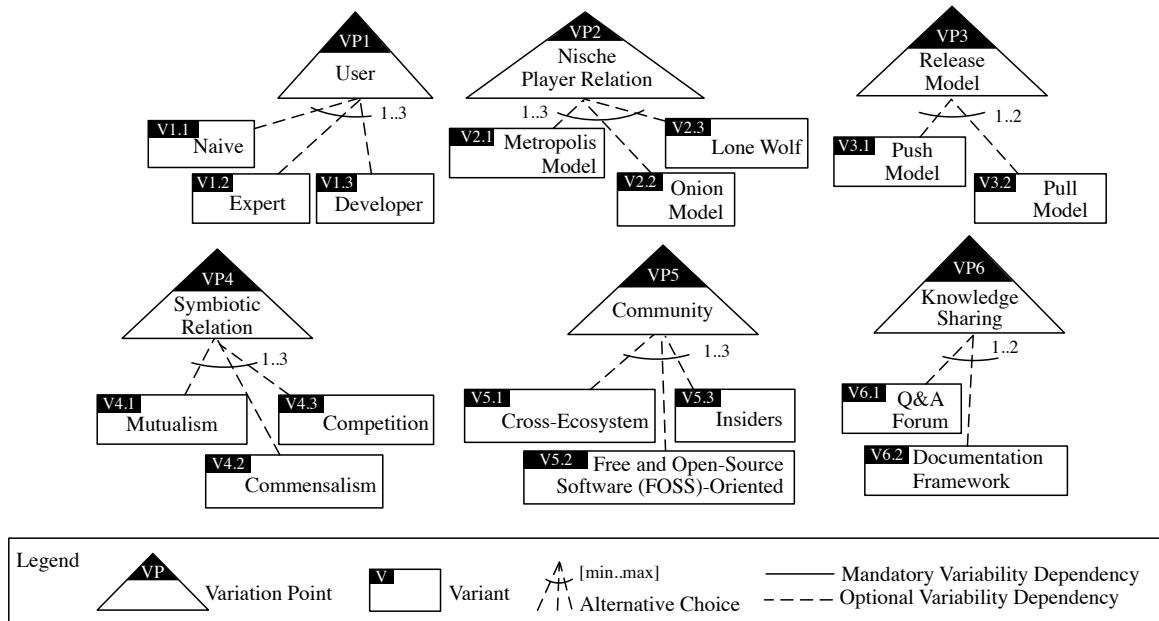 VP1
User
1..3
V1.1
Naive
V1.2
Expert
V1.3
Developer
VP2
Nische
Player Relation
1..3
V2.1
Metropolis
Model
V2.3
Lone Wolf
V2.2
Onion
Model
VP3
Release
Model
1..2
V3.1
Push
Model
V3.2
Pull
Model
VP4
Symbiotic
Relation
1..3
V4.1
Mutualism
V4.3
Competition
V4.2
Commensalism
VP5
Community
1..3
V5.1
Cross-Ecosystem
V5.3
Insiders
V5.2
Free and Open-Source
Software (FOSS)-Oriented
VP6
Knowledge
Sharing
1..2
V6.1
Q&A
Forum
V6.2
Documentation
Framework
Legend
VP
Variation Point
V
Variant
[min..max]
Alternative Choice
Mandatory Variability Dependency
Optional Variability Dependency